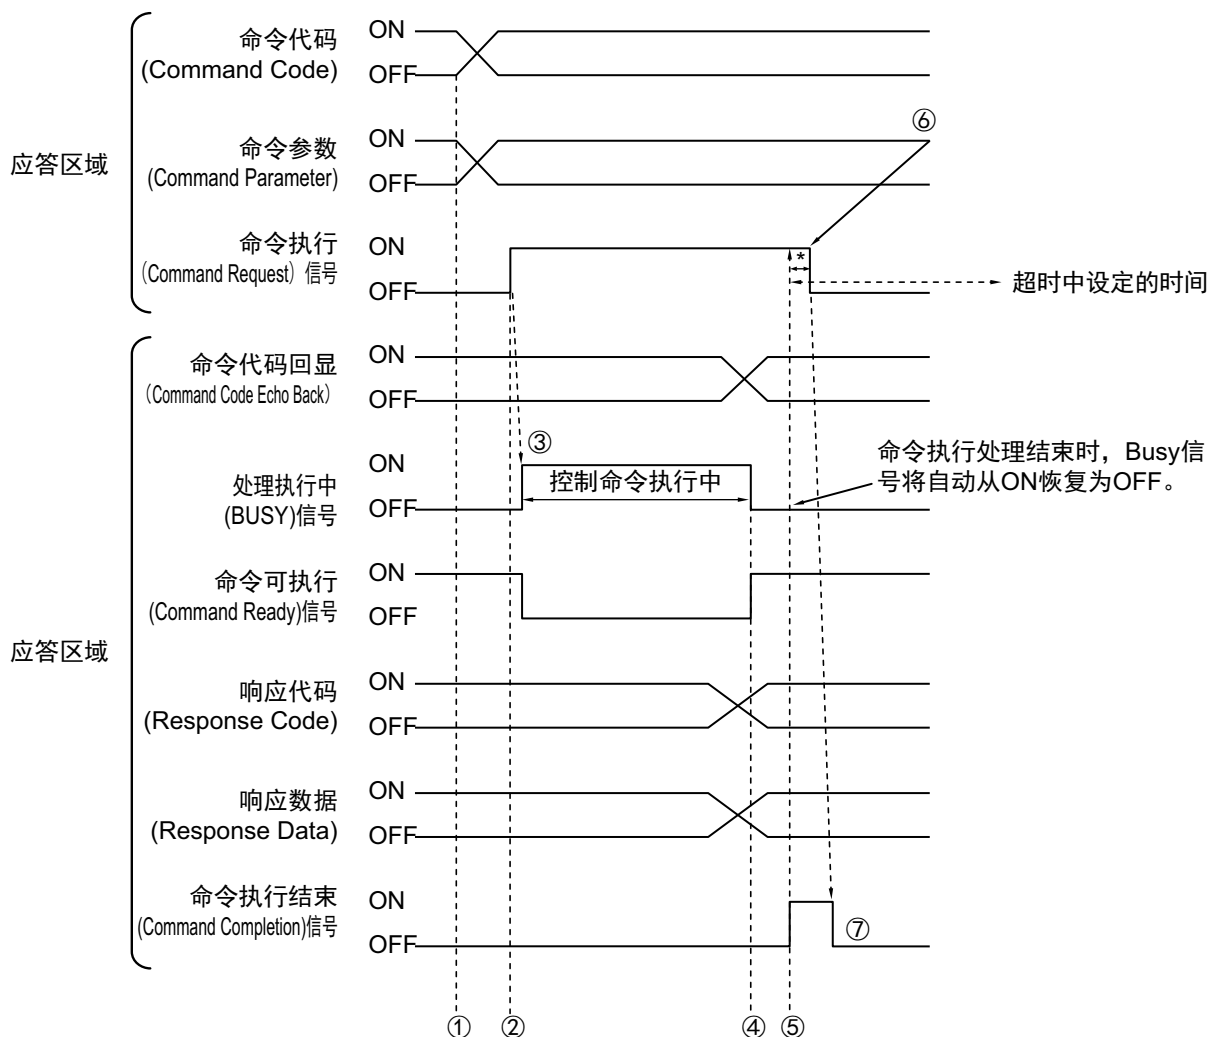 命令代码 ON
(Command Code) OFF
应答区域
命令参数 ON
(Command Parameter) OFF
⑥
命令执行 ON
(Command Request) 信号 OFF
*
超时中设定的时间
命令代码回显 ON
(Command Code Echo Back) OFF
③
处理执行中 ON
(BUSY)信号 OFF
控制命令执行中
命令执行处理结束时，Busy信
号将自动从ON恢复为OFF。
命令可执行 ON
(Command Ready)信号 OFF
应答区域
响应代码 ON
(Response Code) OFF
响应数据 ON
(Response Data) OFF
命令执行结束 ON
(Command Completion)信号 OFF
⑦
① ② ④ ⑤